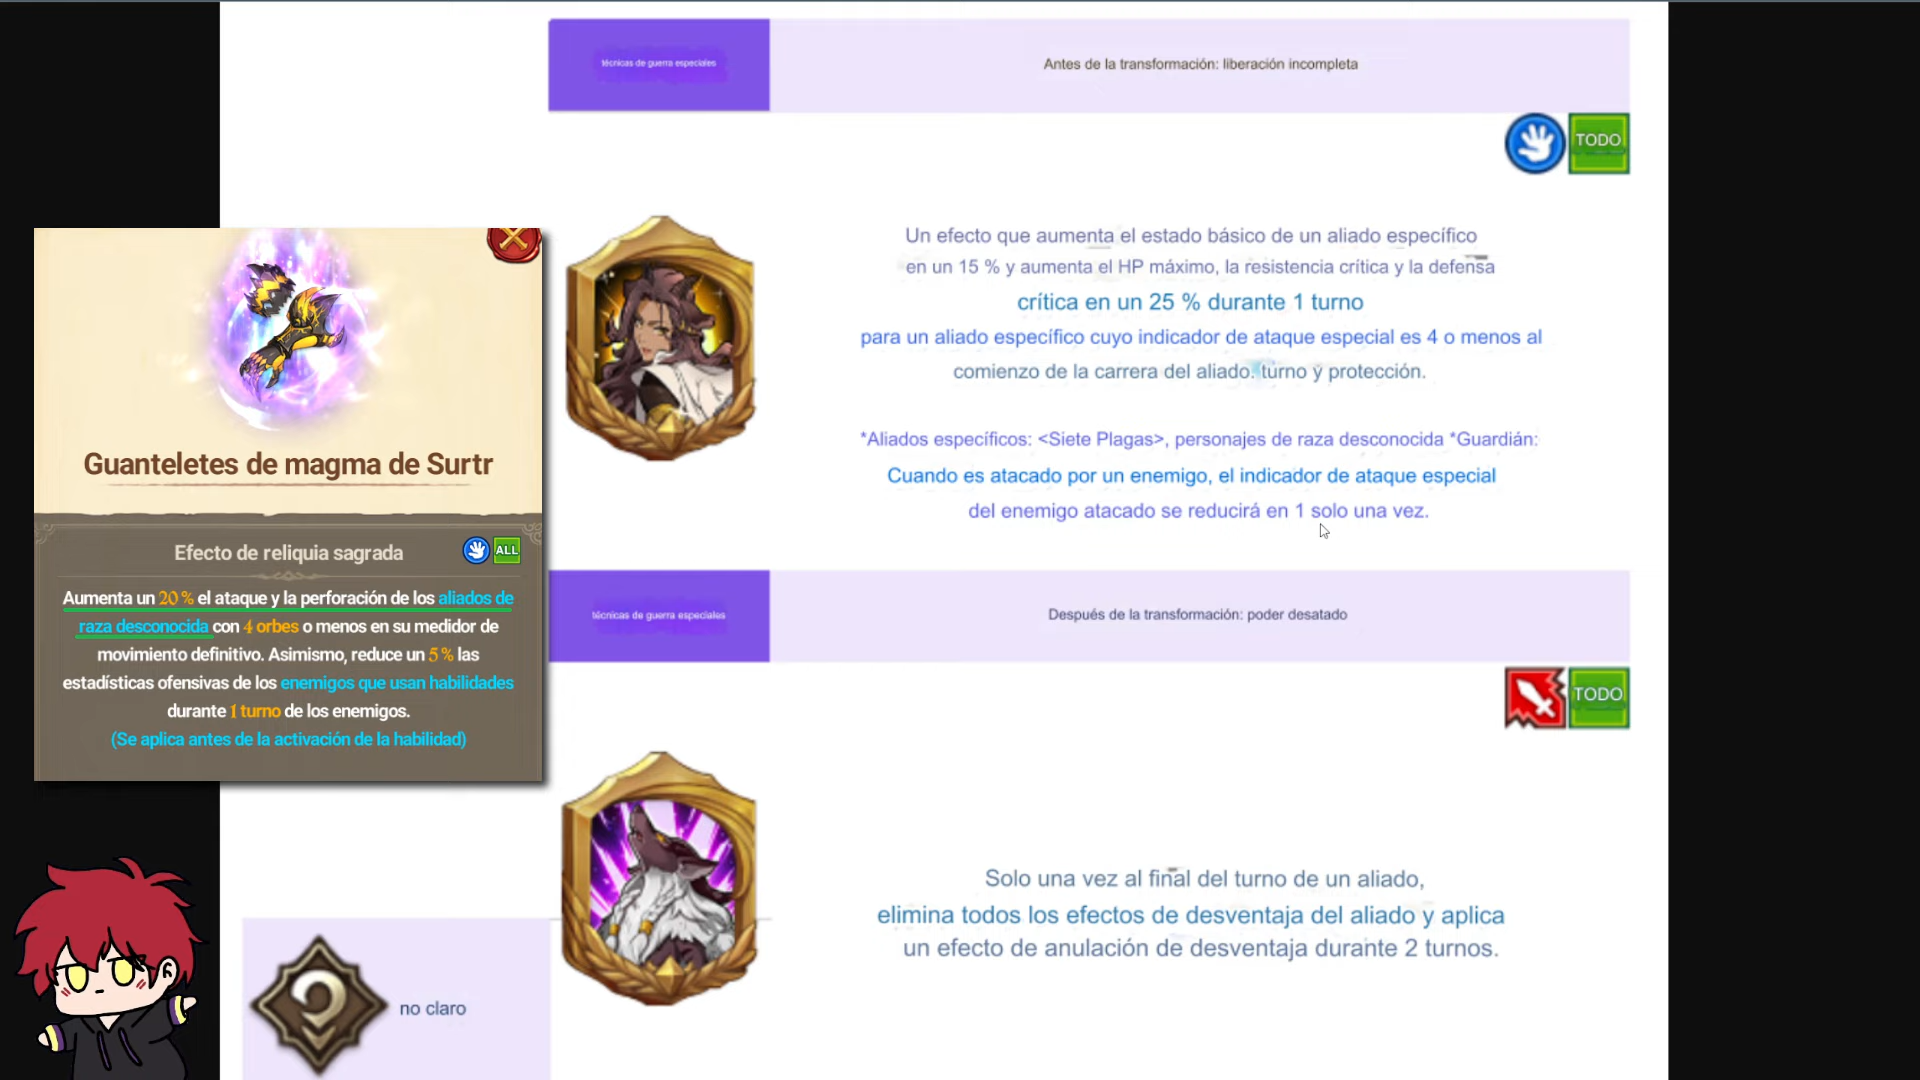 técnicas de guerra especiales
Antes de la transformación: liberación incompleta
TODO
Un efecto que aumenta el estado básico de un aliado específico
en un 15 % y aumenta el HP máximo, la resistencia crítica y la defensa
crítica en un 25 % durante 1 turno
para un aliado específico cuyo indicador de ataque especial es 4 o menos al
comienzo de la carrera del aliado. turno y protección.
*Aliados específicos: <Siete Plagas>, personajes de raza desconocida *Guardián:
Cuando es atacado por un enemigo, el indicador de ataque especial
del enemigo atacado se reducirá en 1 solo una vez.
Guanteletes de magma de Surtr
Efecto de reliquia sagrada
ALL
Aumenta un 20 % el ataque y la perforación de los aliados de
raza desconocida con 4 orbes o menos en su medidor de
movimiento definitivo. Asimismo, reduce un 5 % las
estadísticas ofensivas de los enemigos que usan habilidades
durante 1 turno de los enemigos.
(Se aplica antes de la activación de la habilidad)
técnicas de guerra especiales
Después de la transformación: poder desatado
TODO
Solo una vez al final del turno de un aliado,
elimina todos los efectos de desventaja del aliado y aplica
un efecto de anulación de desventaja durante 2 turnos.
no claro